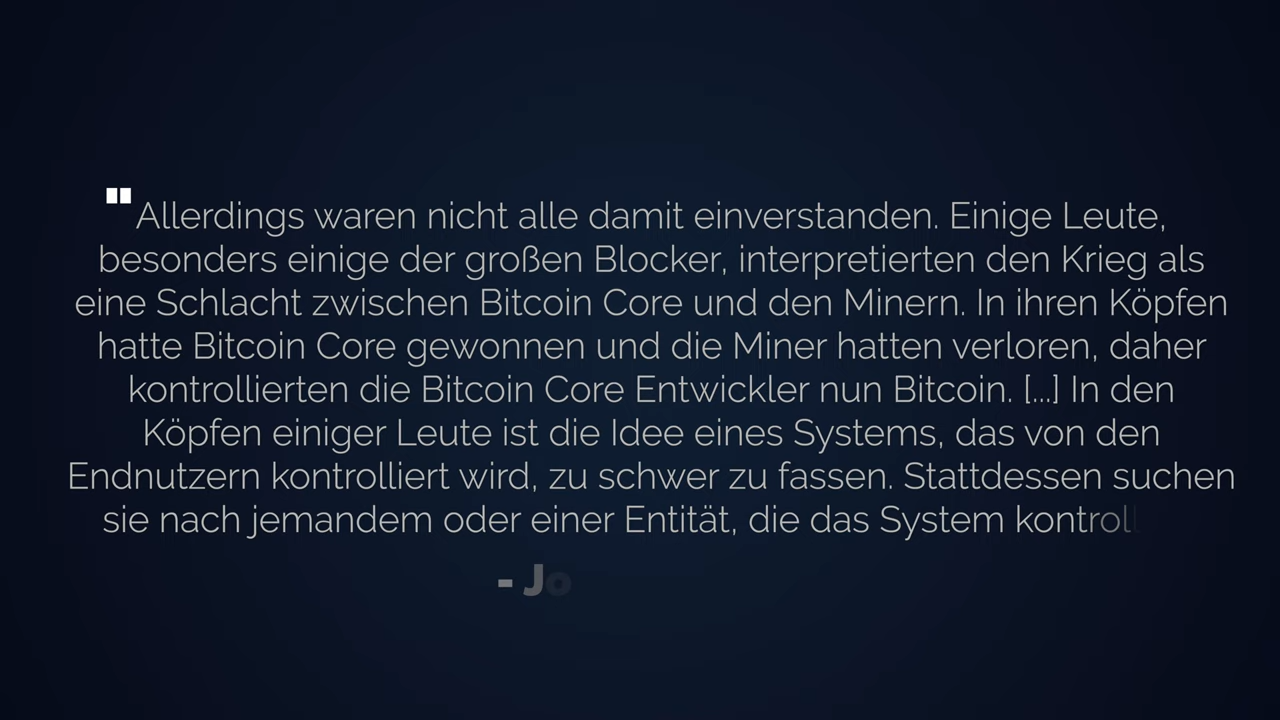 "Allerdings waren nicht alle damit einverstanden. Einige Leute,
besonders einige der großen Blocker, interpretierten den Krieg als
eine Schlacht zwischen Bitcoin Core und den Minern. In ihren Köpfen
hatte Bitcoin Core gewonnen und die Miner hatten verloren, daher
kontrollierten die Bitcoin Core Entwickler nun Bitcoin. [...] In den
Köpfen einiger Leute ist die Idee eines Systems, das von den
Endnutzern kontrolliert wird, zu schwer zu fassen. Stattdessen suchen
sie nach jemandem oder einer Entität, die das System kontroll
- Jo